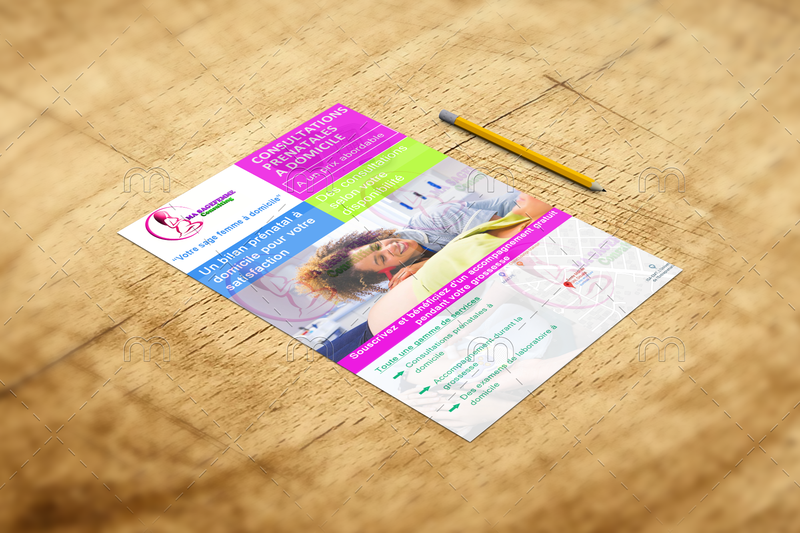 CONSULTATIONS
PRENATALES
A DOMICILE
A un prix abordable
MA SAGEFEMME
Consulting
"Votre sage femme à domicile"
Des consultations
selon votre
disponibilité
Un bilan prénatal à
domicile pour votre
satisfaction
Souscrivez et bénéficiez d'un accompagnement gratuit
pendant votre grossesse
Toute une gamme de services
Consultations prénatales à
domicile
Accompagnement durant la
grossesse
Des examens de laboratoire à
domicile